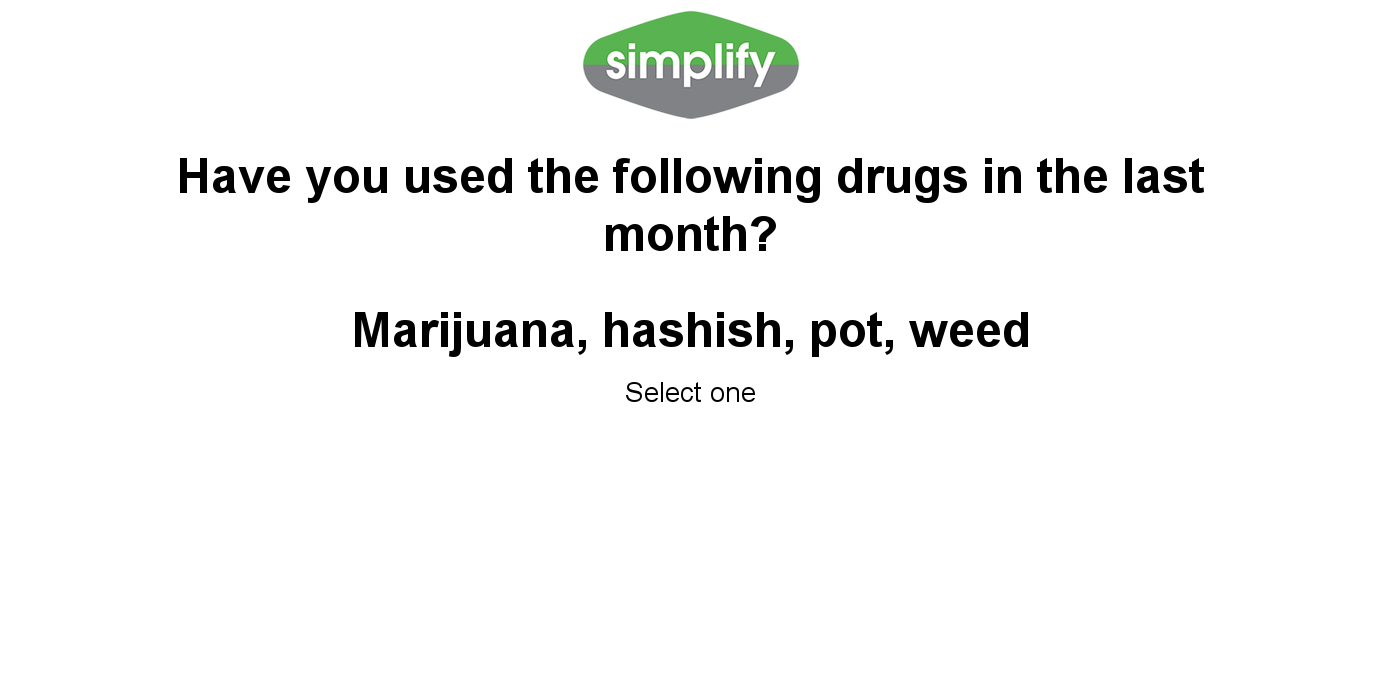 simplify
Have you used the following drugs in the last
month?
Marijuana, hashish, pot, weed
Select one